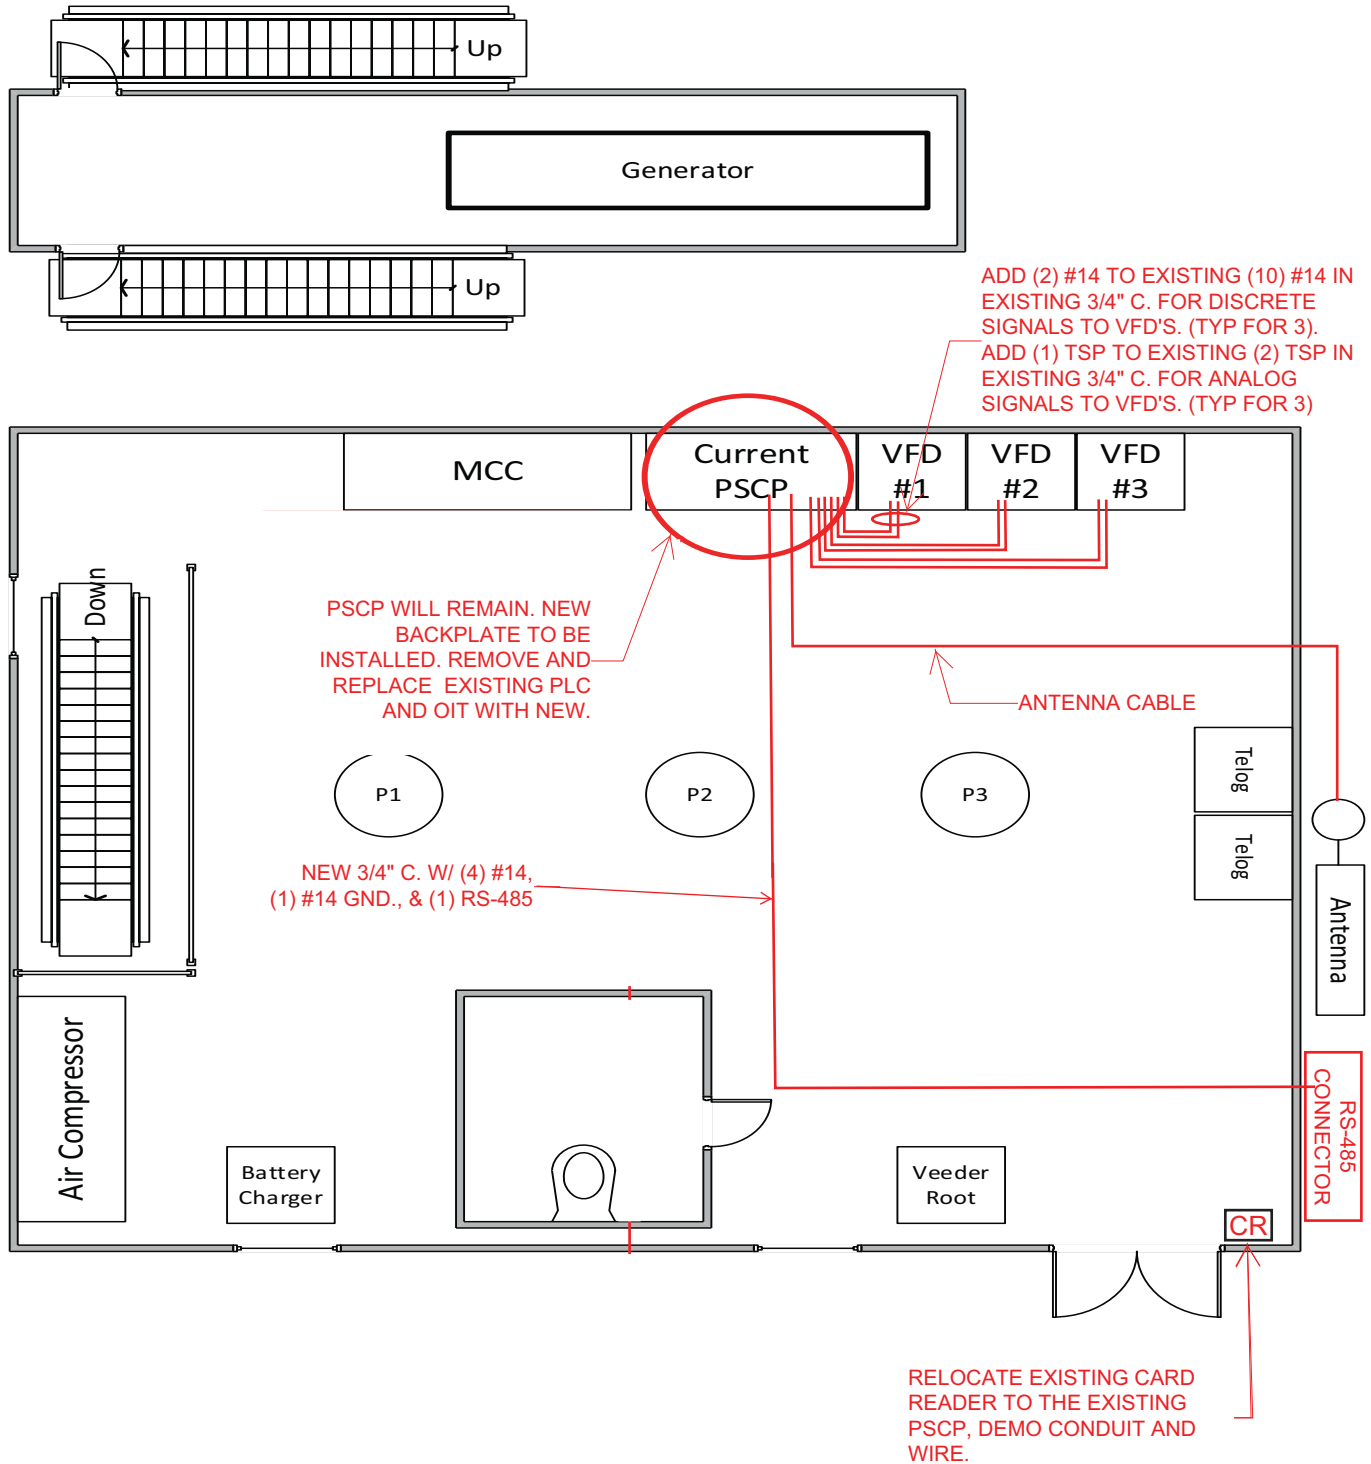 Up
Generator
Up
ADD (2) #14 TO EXISTING (10) #14 IN
EXISTING 3/4" C. FOR DISCRETE
SIGNALS TO VFD'S. (TYP FOR 3).
ADD (1) TSP TO EXISTING (2) TSP IN
EXISTING 3/4" C. FOR ANALOG
SIGNALS TO VFD'S. (TYP FOR 3)
MCC
Current
PSCP
VFD
#1
VFD
#2
VFD
#3
Down
PSCP WILL REMAIN. NEW
BACKPLATE TO BE
INSTALLED. REMOVE AND
REPLACE EXISTING PLC
AND OIT WITH NEW.
ANTENNA CABLE
P1
P2
P3
Telog
Telog
NEW 3/4" C. W/ (4) #14,
(1) #14 GND., & (1) RS-485
Antenna
Air Compressor
RS-485
CONNECTOR
Battery
Charger
Veeder
Root
CR
RELOCATE EXISTING CARD
READER TO THE EXISTING
PSCP, DEMO CONDUIT AND
WIRE.